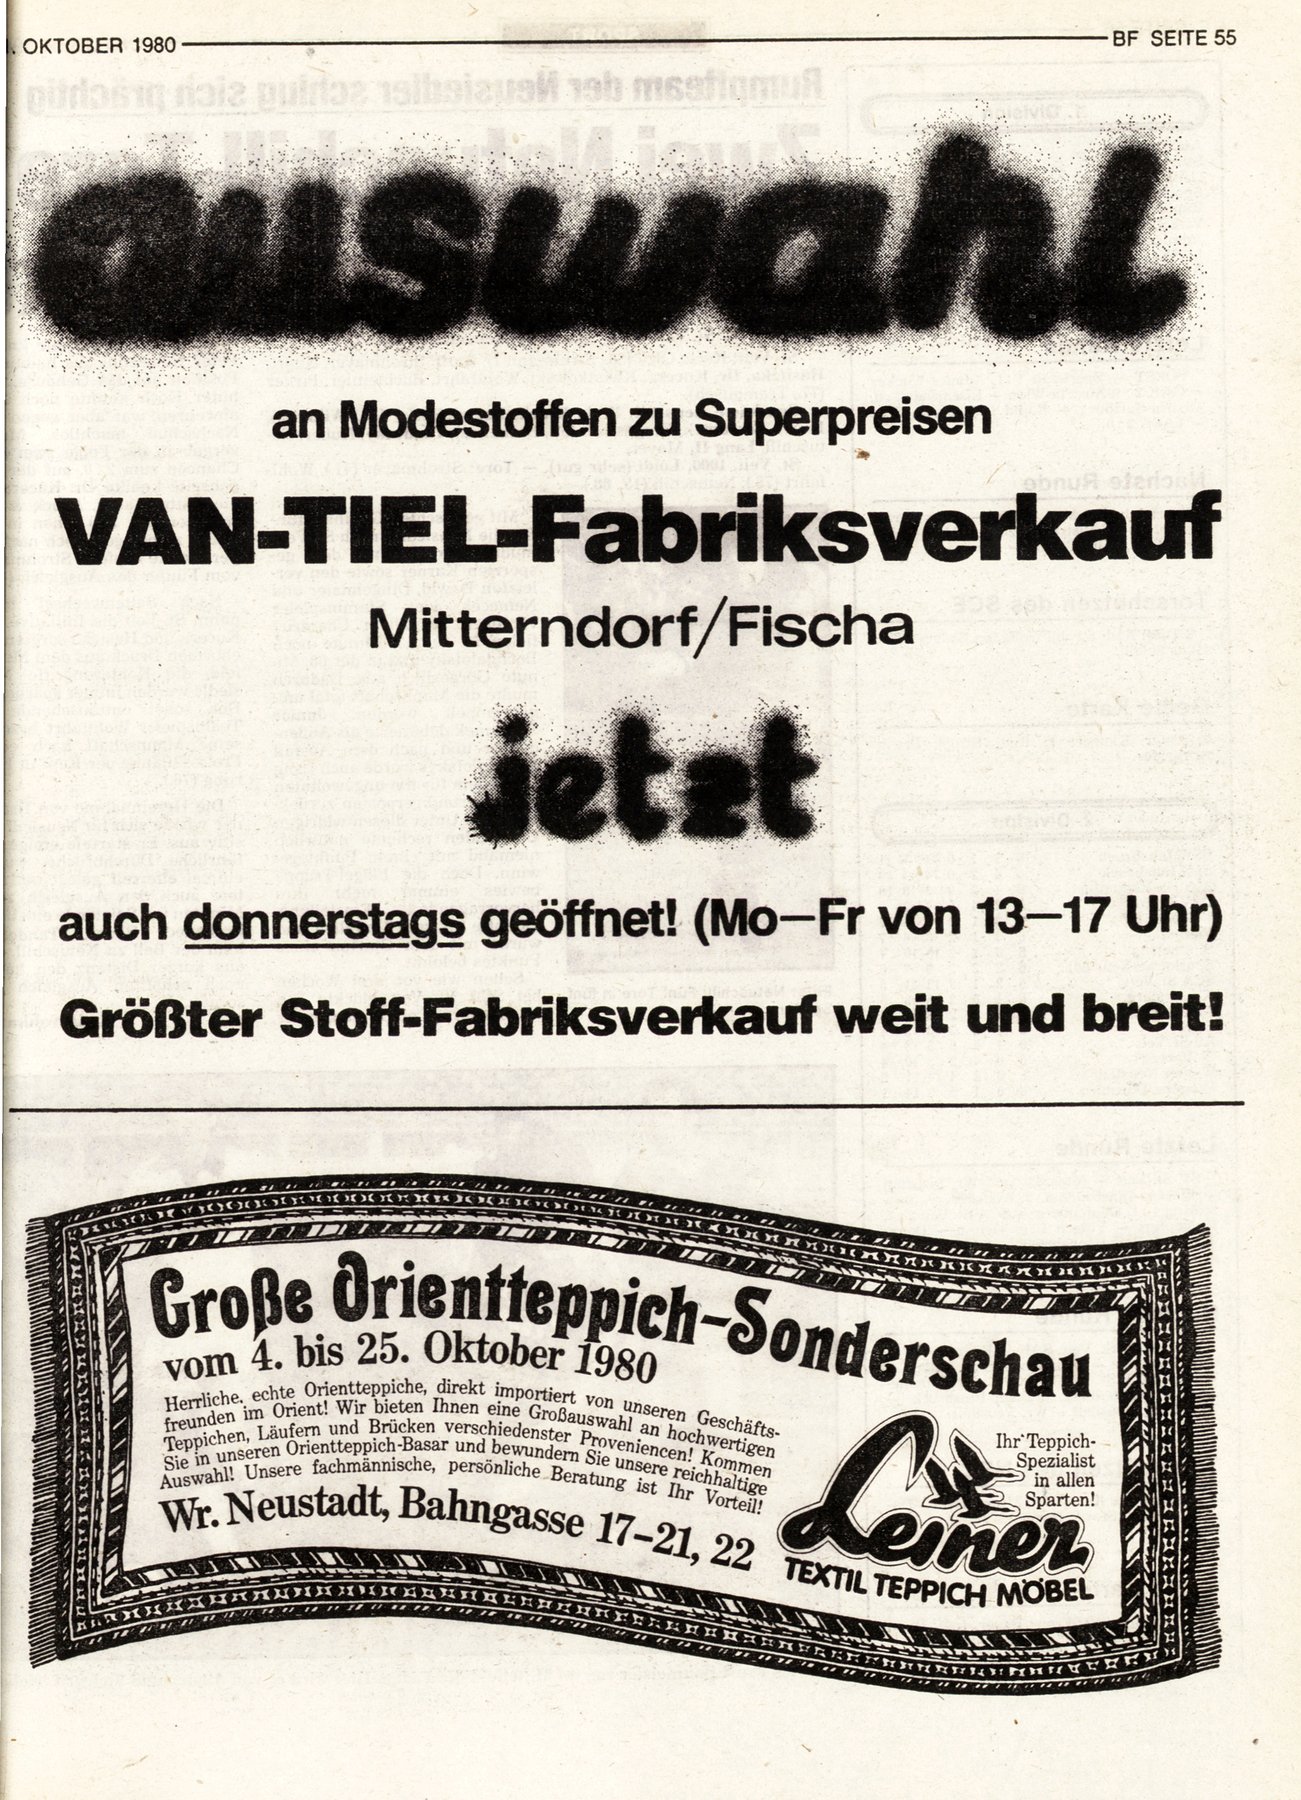 . OKTOBER 1980 BF SEITE 55
auswahl
an Modestoffen zu Superpreisen
VAN-TIEL-Fabriksverkauf
Mitterndorf/Fischa
jetzt
auch donnerstags geöffnet! (Mo—Fr von 13—17 Uhr)
Größter Stoff-Fabriksverkauf weit und breit!
Große Orientteppich-Sonderschau
vom 4. bis 25. Oktober 1980
Herrliche, echte Orientteppiche, direkt importiert von unseren Geschäfts-
freunden im Orient! Wir bieten Ihnen eine Großauswahl an hochwertigen
Teppichen, Läufern und Brücken verschiedenster Proveniencen! Kommen
Sie in unseren Orientteppich-Basar und bewundern Sie unsere reichhaltige
Auswahl! Unsere fachmännische, persönliche Beratung ist Ihr Vorteil!
Wr. Neustadt, Bahngasse 17–21, 22
Ihr Teppich-
Spezialist
in allen
Sparten!
Leiner
TEXTIL TEPPICH MÖBEL